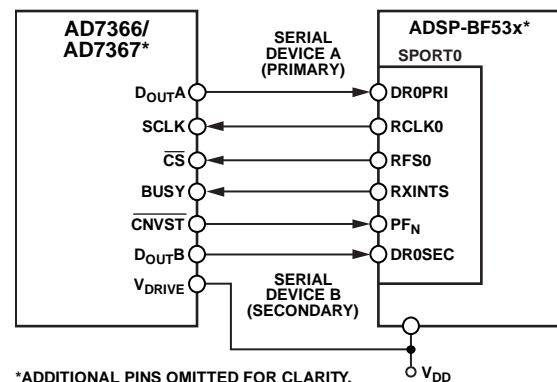 AD7366/
AD7367*
ADSP-BF53x*
SERIAL
DEVICE A
(PRIMARY)
SPORT0
DOUTA
DR0PRI
SCLK
RCLK0
CS
RFS0
BUSY
RXINTS
CNVST
PFN
DOUTB
DR0SEC
VDRIVE
SERIAL
DEVICE B
(SECONDARY)
VDD
*ADDITIONAL PINS OMITTED FOR CLARITY.